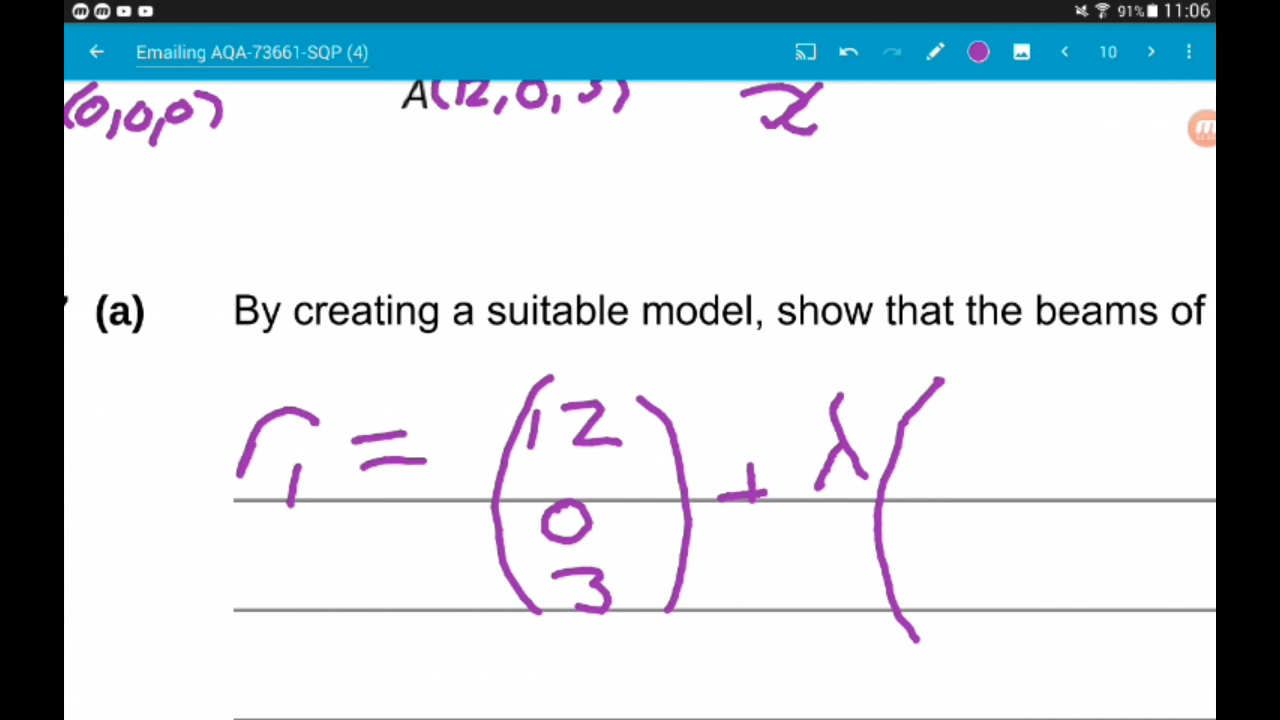 91% 11:06
Emailing AQA-73661-SQP (4) 10
(0,0,0) A(12,0,3) x
(a) By creating a suitable model, show that the beams of
r₁ = (12 0 3) + λ(